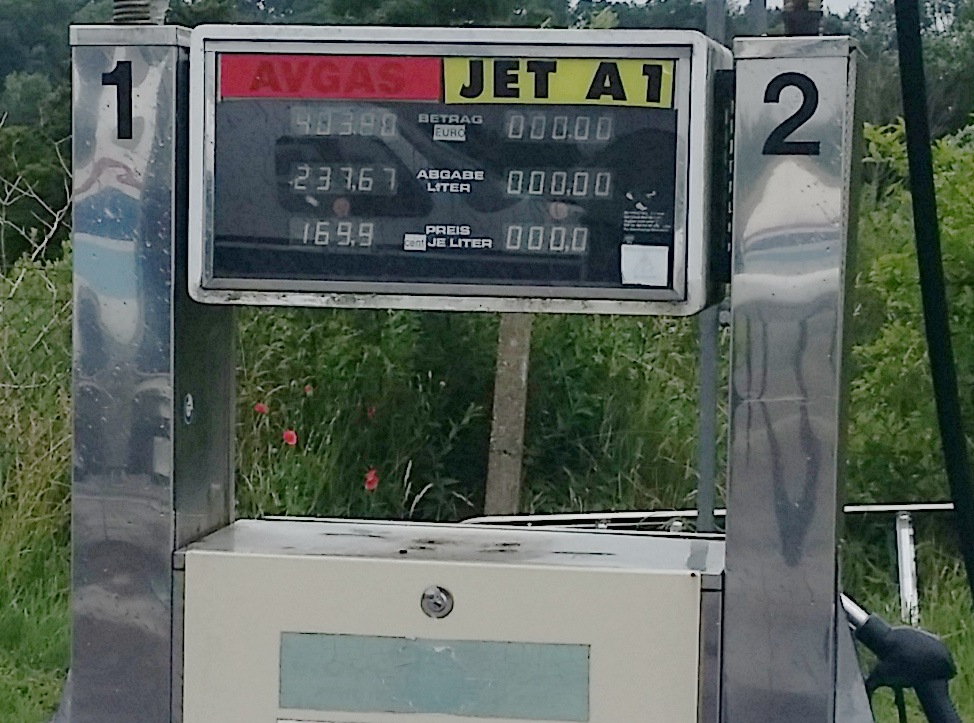 1
AVGAS JET A1
2
403.80 BETRAG EURO 000.00
237.67 ABGABE LITER 000.00
169.9 cent PREIS JE LITER 000.0